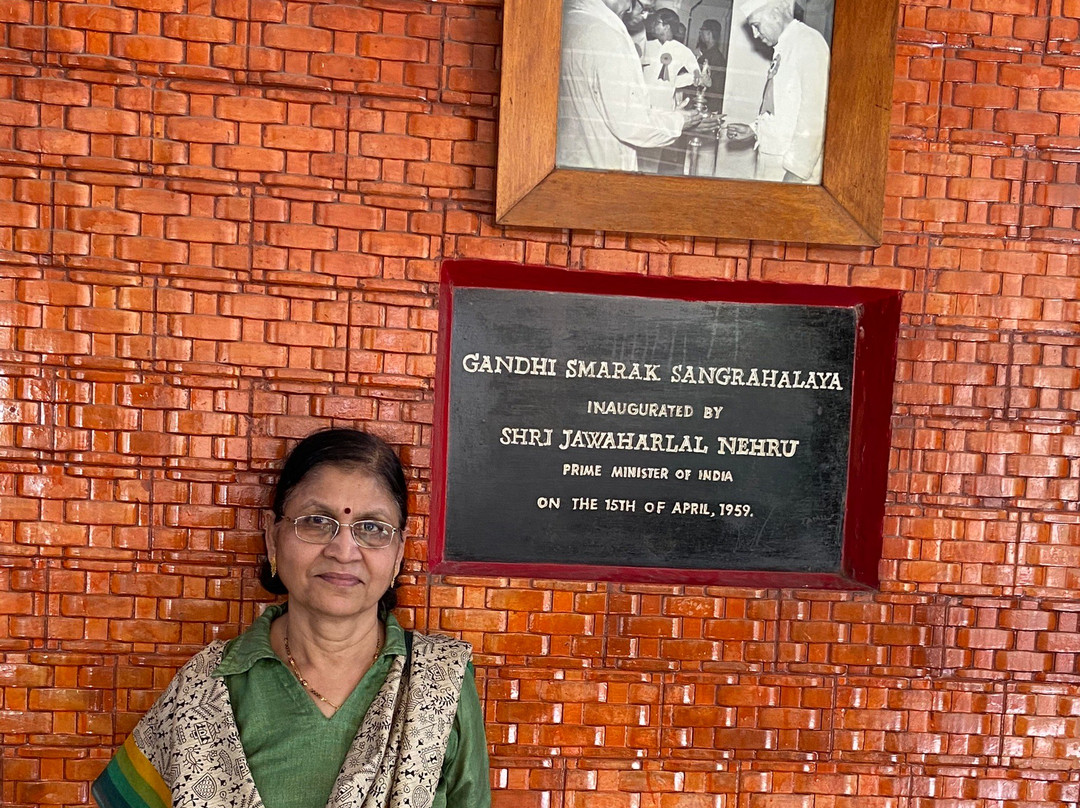 GANDHI SMARAK SANGRAHALAYA
INAUGURATED BY
SHRI JAWAHARLAL NEHRU
PRIME MINISTER OF INDIA
ON THE 15TH OF APRIL, 1959.